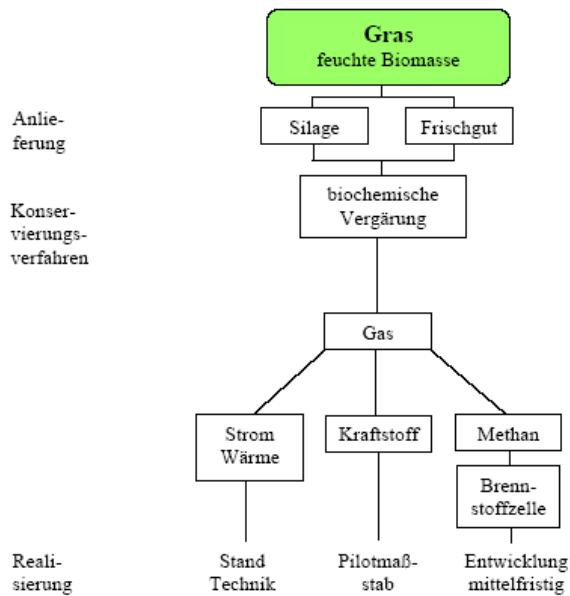 Gras
feuchte Biomasse
Anlie-
ferung
Silage
Frischgut
Konser-
vierungs-
verfahren
biochemische
Vergärung
Gas
Strom
Wärme
Kraftstoff
Methan
Brenn-
stoffzelle
Reali-
sierung
Stand
Technik
Pilotmaß-
stab
Entwicklung
mittelfristig